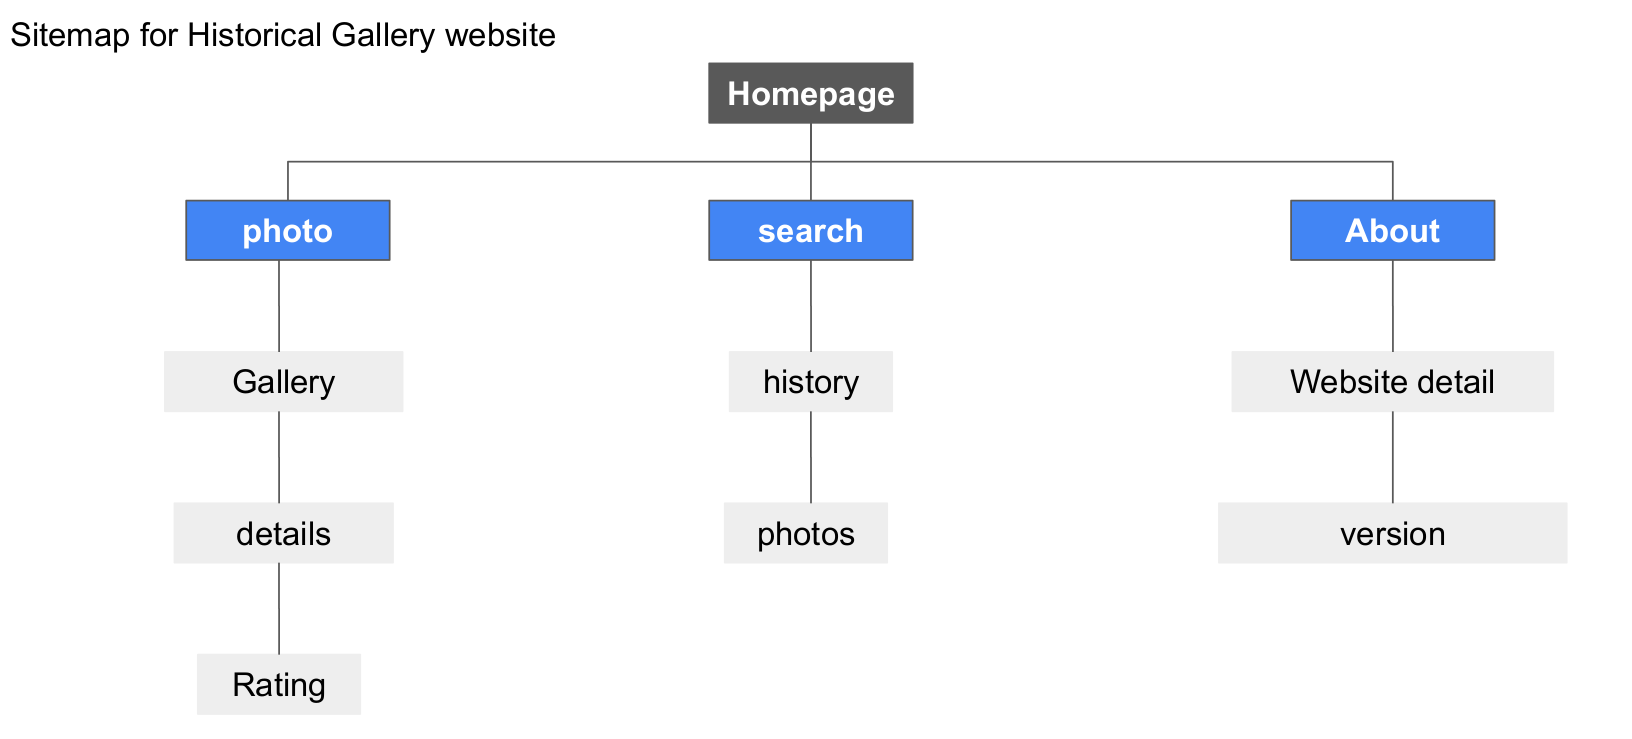 Sitemap for Historical Gallery website
Homepage
photo
search
About
Gallery
history
Website detail
details
photos
version
Rating